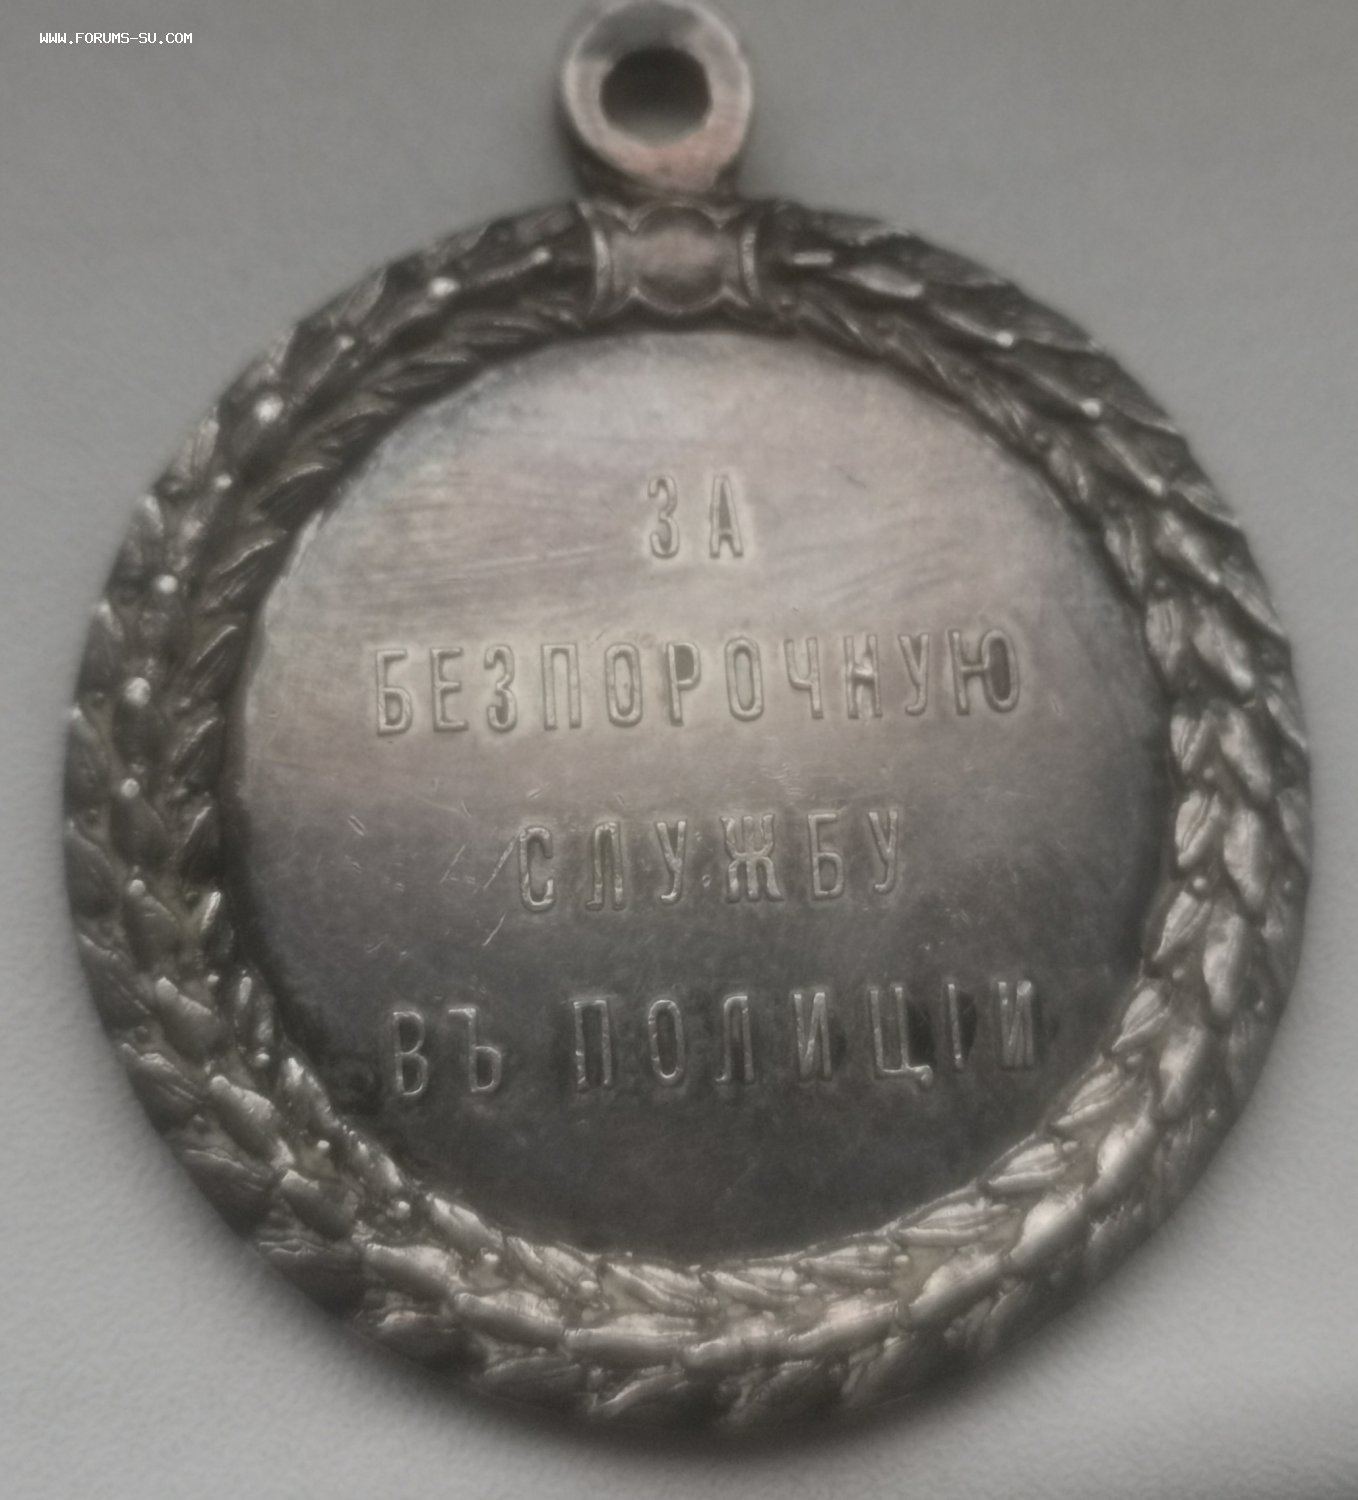 WWW.FORUMS-SU.COM
ЗА
БЕЗПОРОЧНУЮ
СЛУЖБУ
ВЪ ПОЛИЦІИ